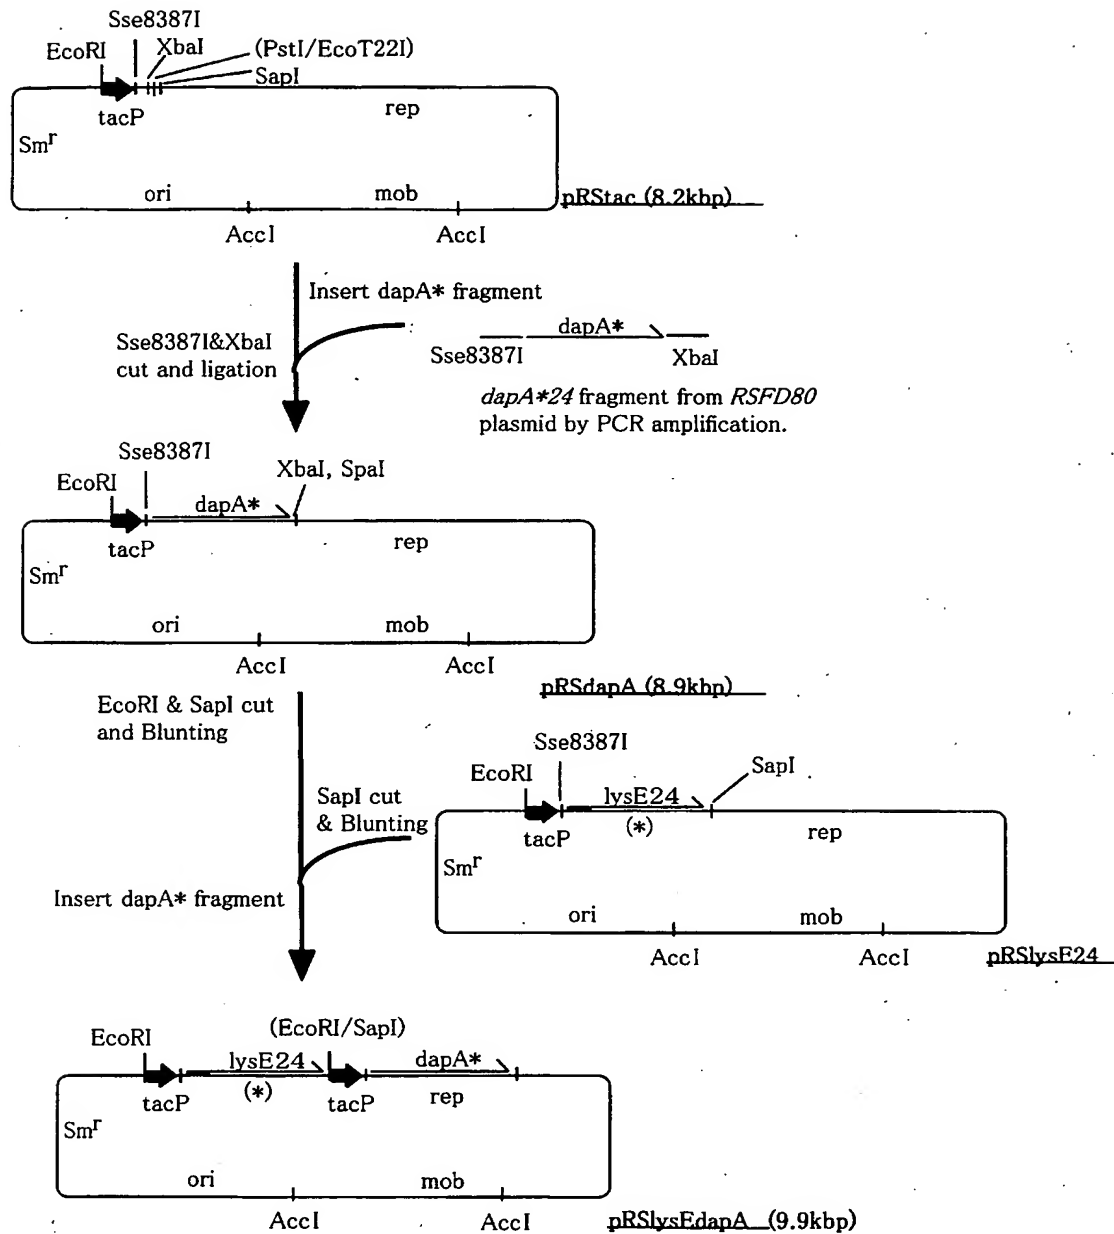 Sse8387I
EcoRI
XbaI
(PstI/EcoT22I)
SapI
tacP
rep
Smr
ori
mob
pRStac (8.2kbp)
AccI
AccI
Insert dapA* fragment
Sse8387I&XbaI
cut and ligation
dapA*
Sse8387I
XbaI
dapA*24 fragment from RSFD80
plasmid by PCR amplification.
Sse8387I
EcoRI
XbaI, SpaI
dapA*
tacP
rep
Smr
ori
mob
AccI
AccI
pRSdapA (8.9kbp)
EcoRI & SapI cut
and Blunting
Sse8387I
EcoRI
SapI
lysE24
SapI cut
& Blunting
tacP
(*)
rep
Smr
Insert dapA* fragment
ori
mob
AccI
AccI
pRSlysE24
(EcoRI/SapI)
EcoRI
lysE24
dapA*
tacP
(*)
tacP
rep
Smr
ori
mob
AccI
AccI
pRSlysEdapA (9.9kbp)